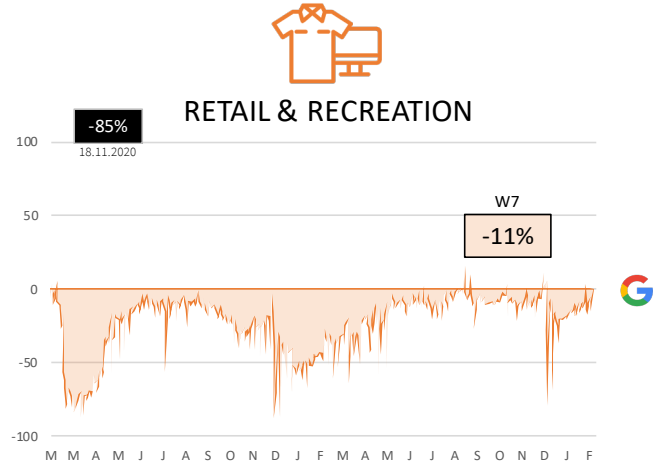 RETAIL & RECREATION
-85%
18.11.2020
100
50
0
-50
-100
W7
-11%
M M A M J J A S O N D J F M A M J J A S O N D J F
G